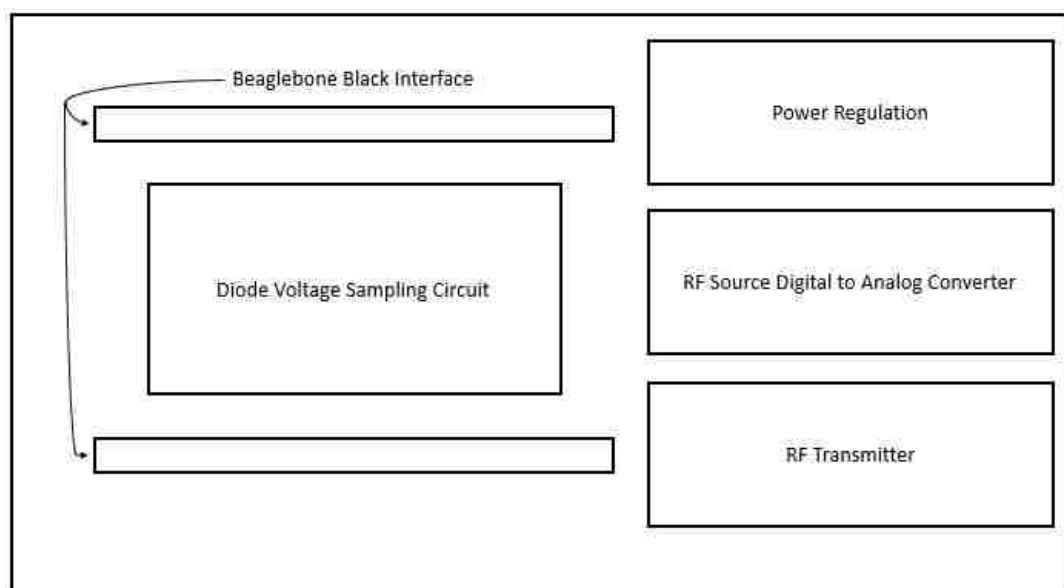 Beaglebone Black Interface
Power Regulation
Diode Voltage Sampling Circuit
RF Source Digital to Analog Converter
RF Transmitter